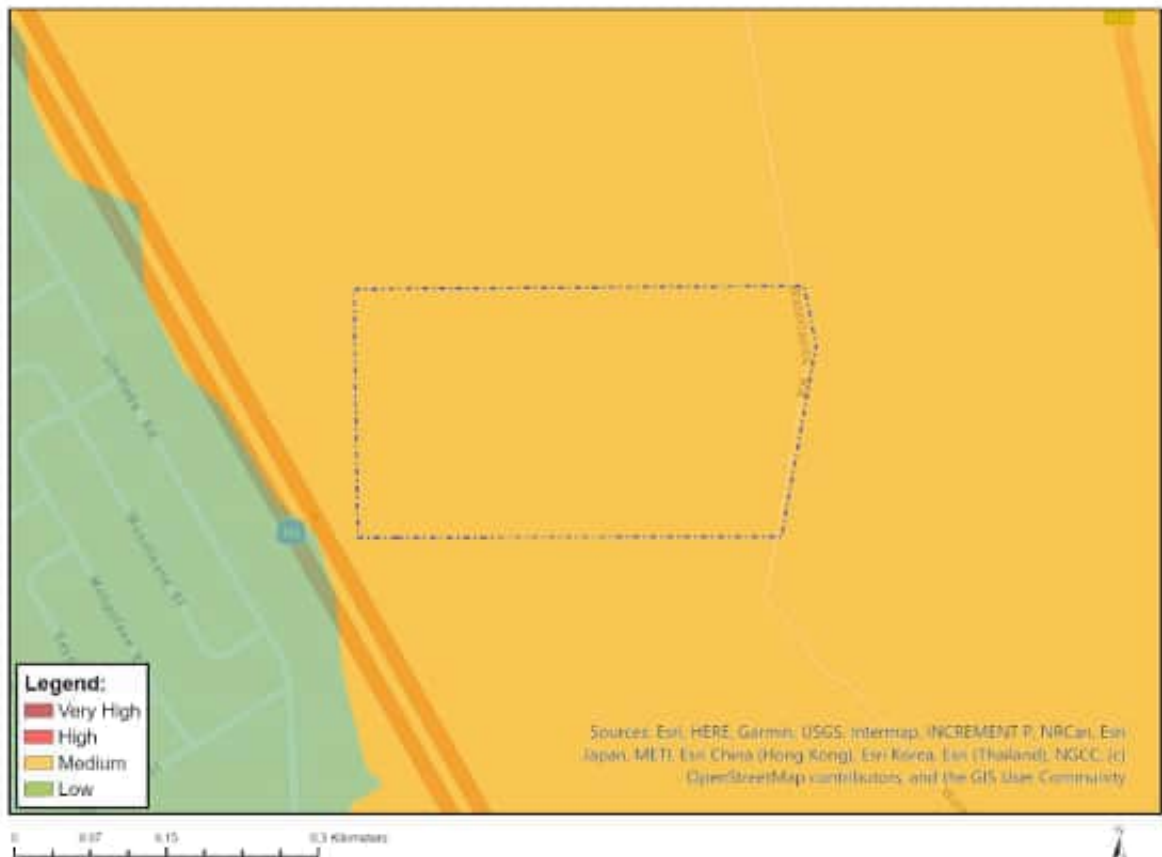 Legend:
Very High
High
Medium
Low
Sources: Esri, HERE, Garmin, USGS, Intermap, INCREMENT P, NRCan, Esri
Japan, METI, Esri China (Hong Kong), Esri Korea, Esri (Thailand), NGCC, (c)
OpenStreetMap contributors, and the GIS User Community
0 0.07 0.15 0.3 Kilometers